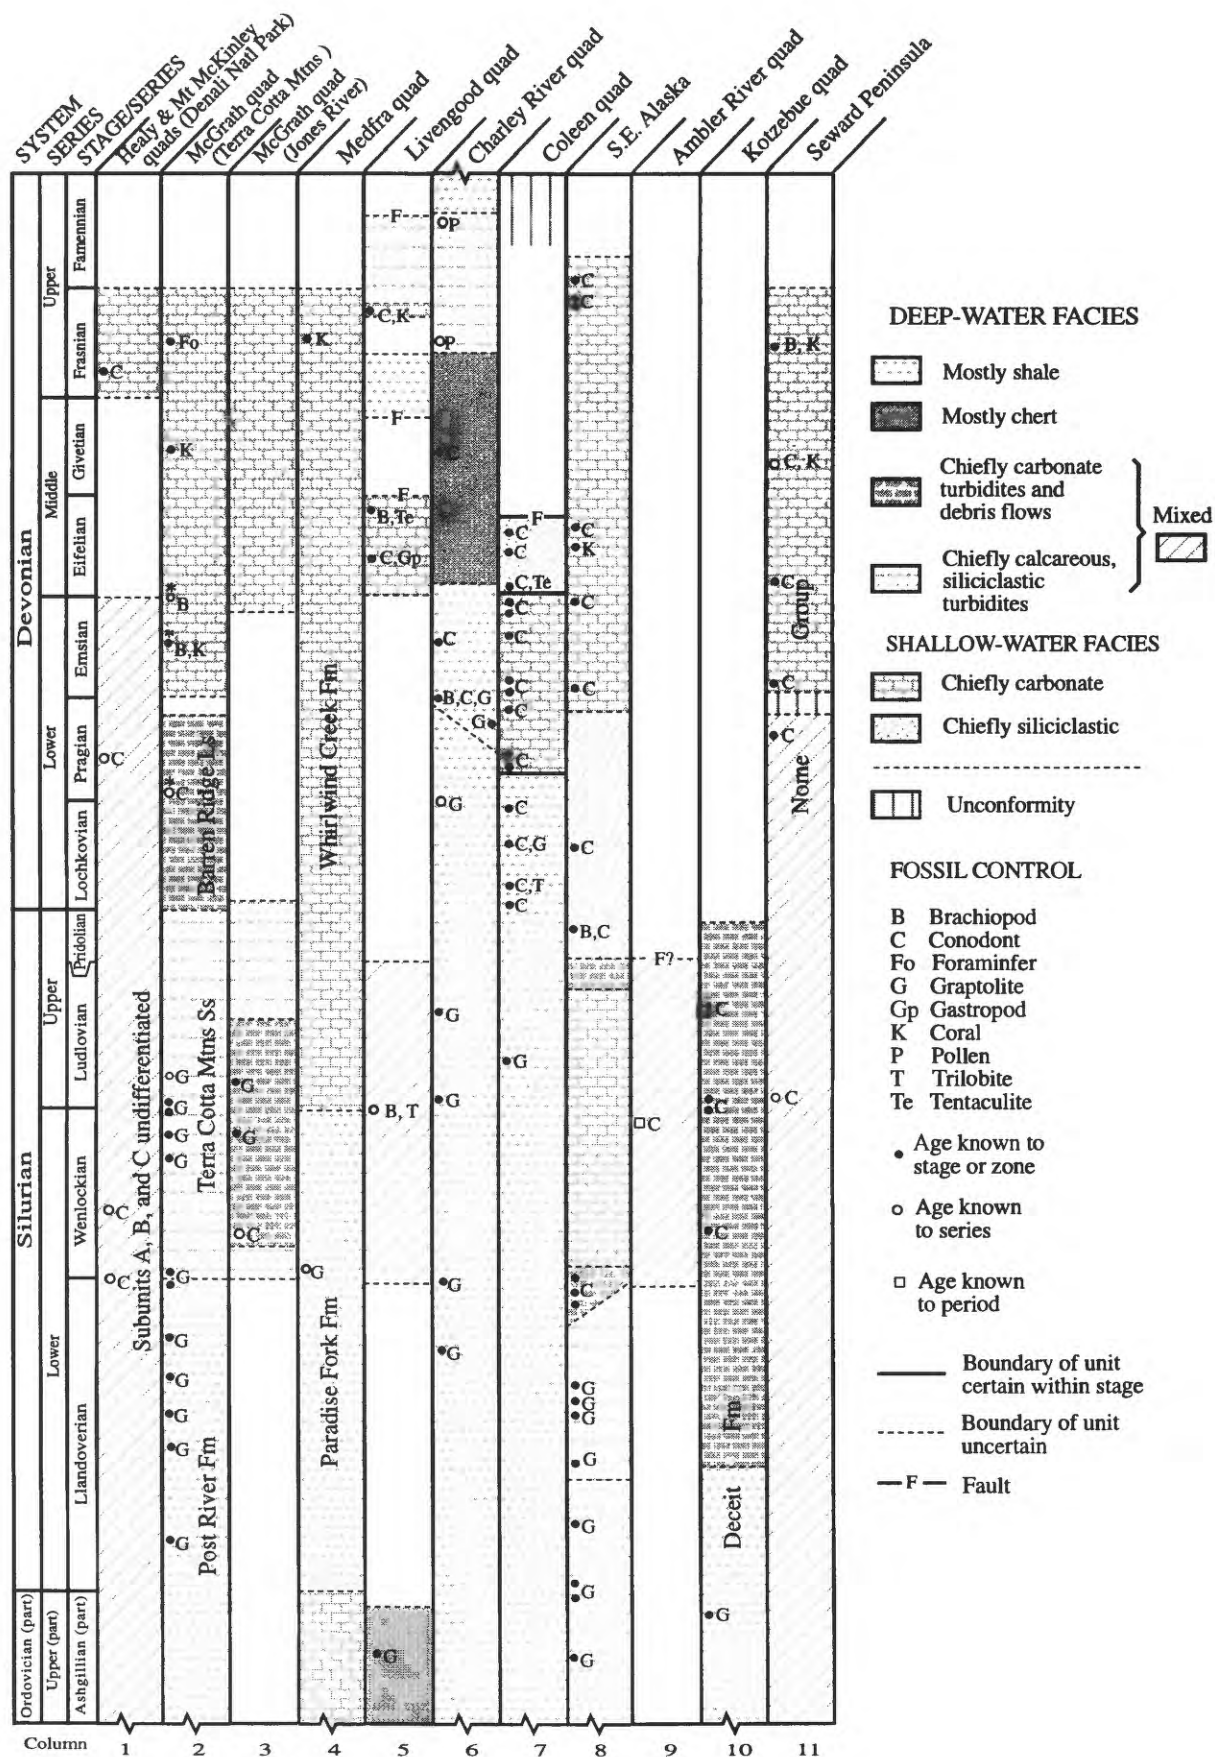 SYSTEM
SERIES
STAGE/SERIES
Healy & Mt McKinley
quads (Denali Natl Park)
McGrath quad
(Terra Cotta Mtns )
McGrath quad
(Jones River)
Medfra quad
Livengood quad
Charley River quad
Coleen quad
S.E. Alaska
Ambler River quad
Kotzebue quad
Seward Peninsula
Devonian
Silurian
Ordovician (part)
Upper
Middle
Lower
Upper
Lower
Upper (part)
Famennian
Frasnian
Givetian
Eifelian
Emsian
Pragian
Lochkovian
Pridolian
Ludlovian
Wenlockian
Llandoverian
Ashgillian (part)
C
C
Subunits A, B, and C undifferentiated
C
C
Fo
K
*
B
*
B,K
*
C
Barren Ridge Ls
Terra Cotta Mtns Ss
G
G
G
G
G
G
G
G
G
G
Post River Fm
G
G
C
K
Whirlwind Creek Fm
G
Paradise Fork Fm
F
C,K
F
F
B,Te
C,Gp
B, T
G
P
P
C
C
C
B,C,G
G
G
G
G
G
G
F
C
C
C,Te
C
C
C
C
C
C
C,G
C,T
C
G
C
C
C
K
C
C
C
B,C
C
G
G
G
G
G
G
G
F?
C
C
C
C
Fm
Deceit
G
B, K
C, K
C
Group
C
C
Nome
C
Column
1
2
3
4
5
6
7
8
9
10
11
DEEP-WATER FACIES
Mostly shale
Mostly chert
Chiefly carbonate
turbidites and
debris flows
Mixed
Chiefly calcareous,
siliciclastic
turbidites
SHALLOW-WATER FACIES
Chiefly carbonate
Chiefly siliciclastic
Unconformity
FOSSIL CONTROL
B Brachiopod
C Conodont
Fo Foraminfer
G Graptolite
Gp Gastropod
K Coral
P Pollen
T Trilobite
Te Tentaculite
Age known to
stage or zone
Age known
to series
Age known
to period
Boundary of unit
certain within stage
Boundary of unit
uncertain
F Fault